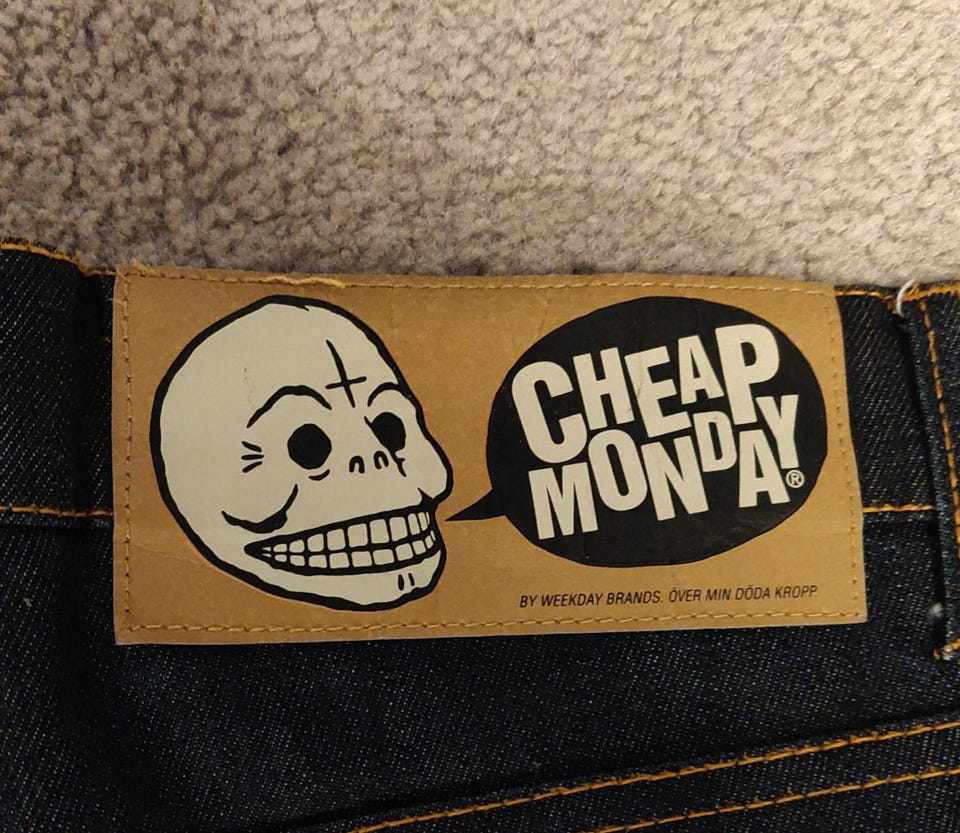 CHEAP
MONDAY®
BY WEEKDAY BRANDS. ÖVER MIN DÖDA KROPP.